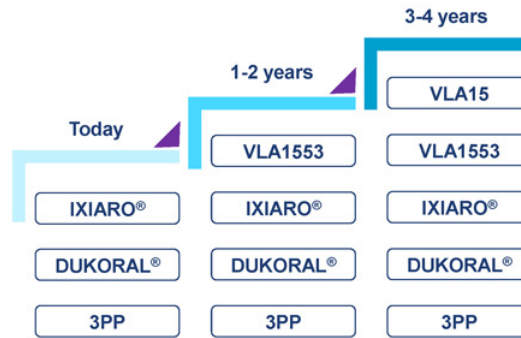 3-4 years
1-2 years
Today
VLA15
VLA1553
VLA1553
IXIARO®
IXIARO®
IXIARO®
DUKORAL®
DUKORAL®
DUKORAL®
3PP
3PP
3PP